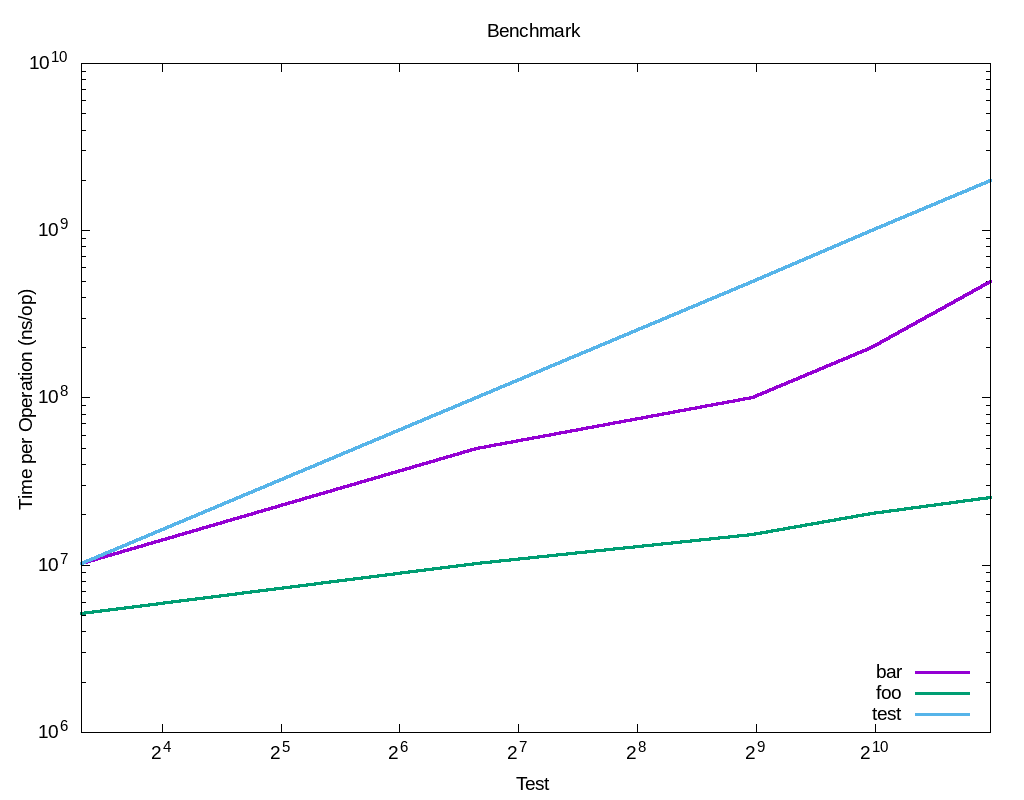 Benchmark
10^10
10^9
10^8
10^7
10^6
Time per Operation (ns/op)
bar
foo
test
2^4 2^5 2^6 2^7 2^8 2^9 2^10
Test